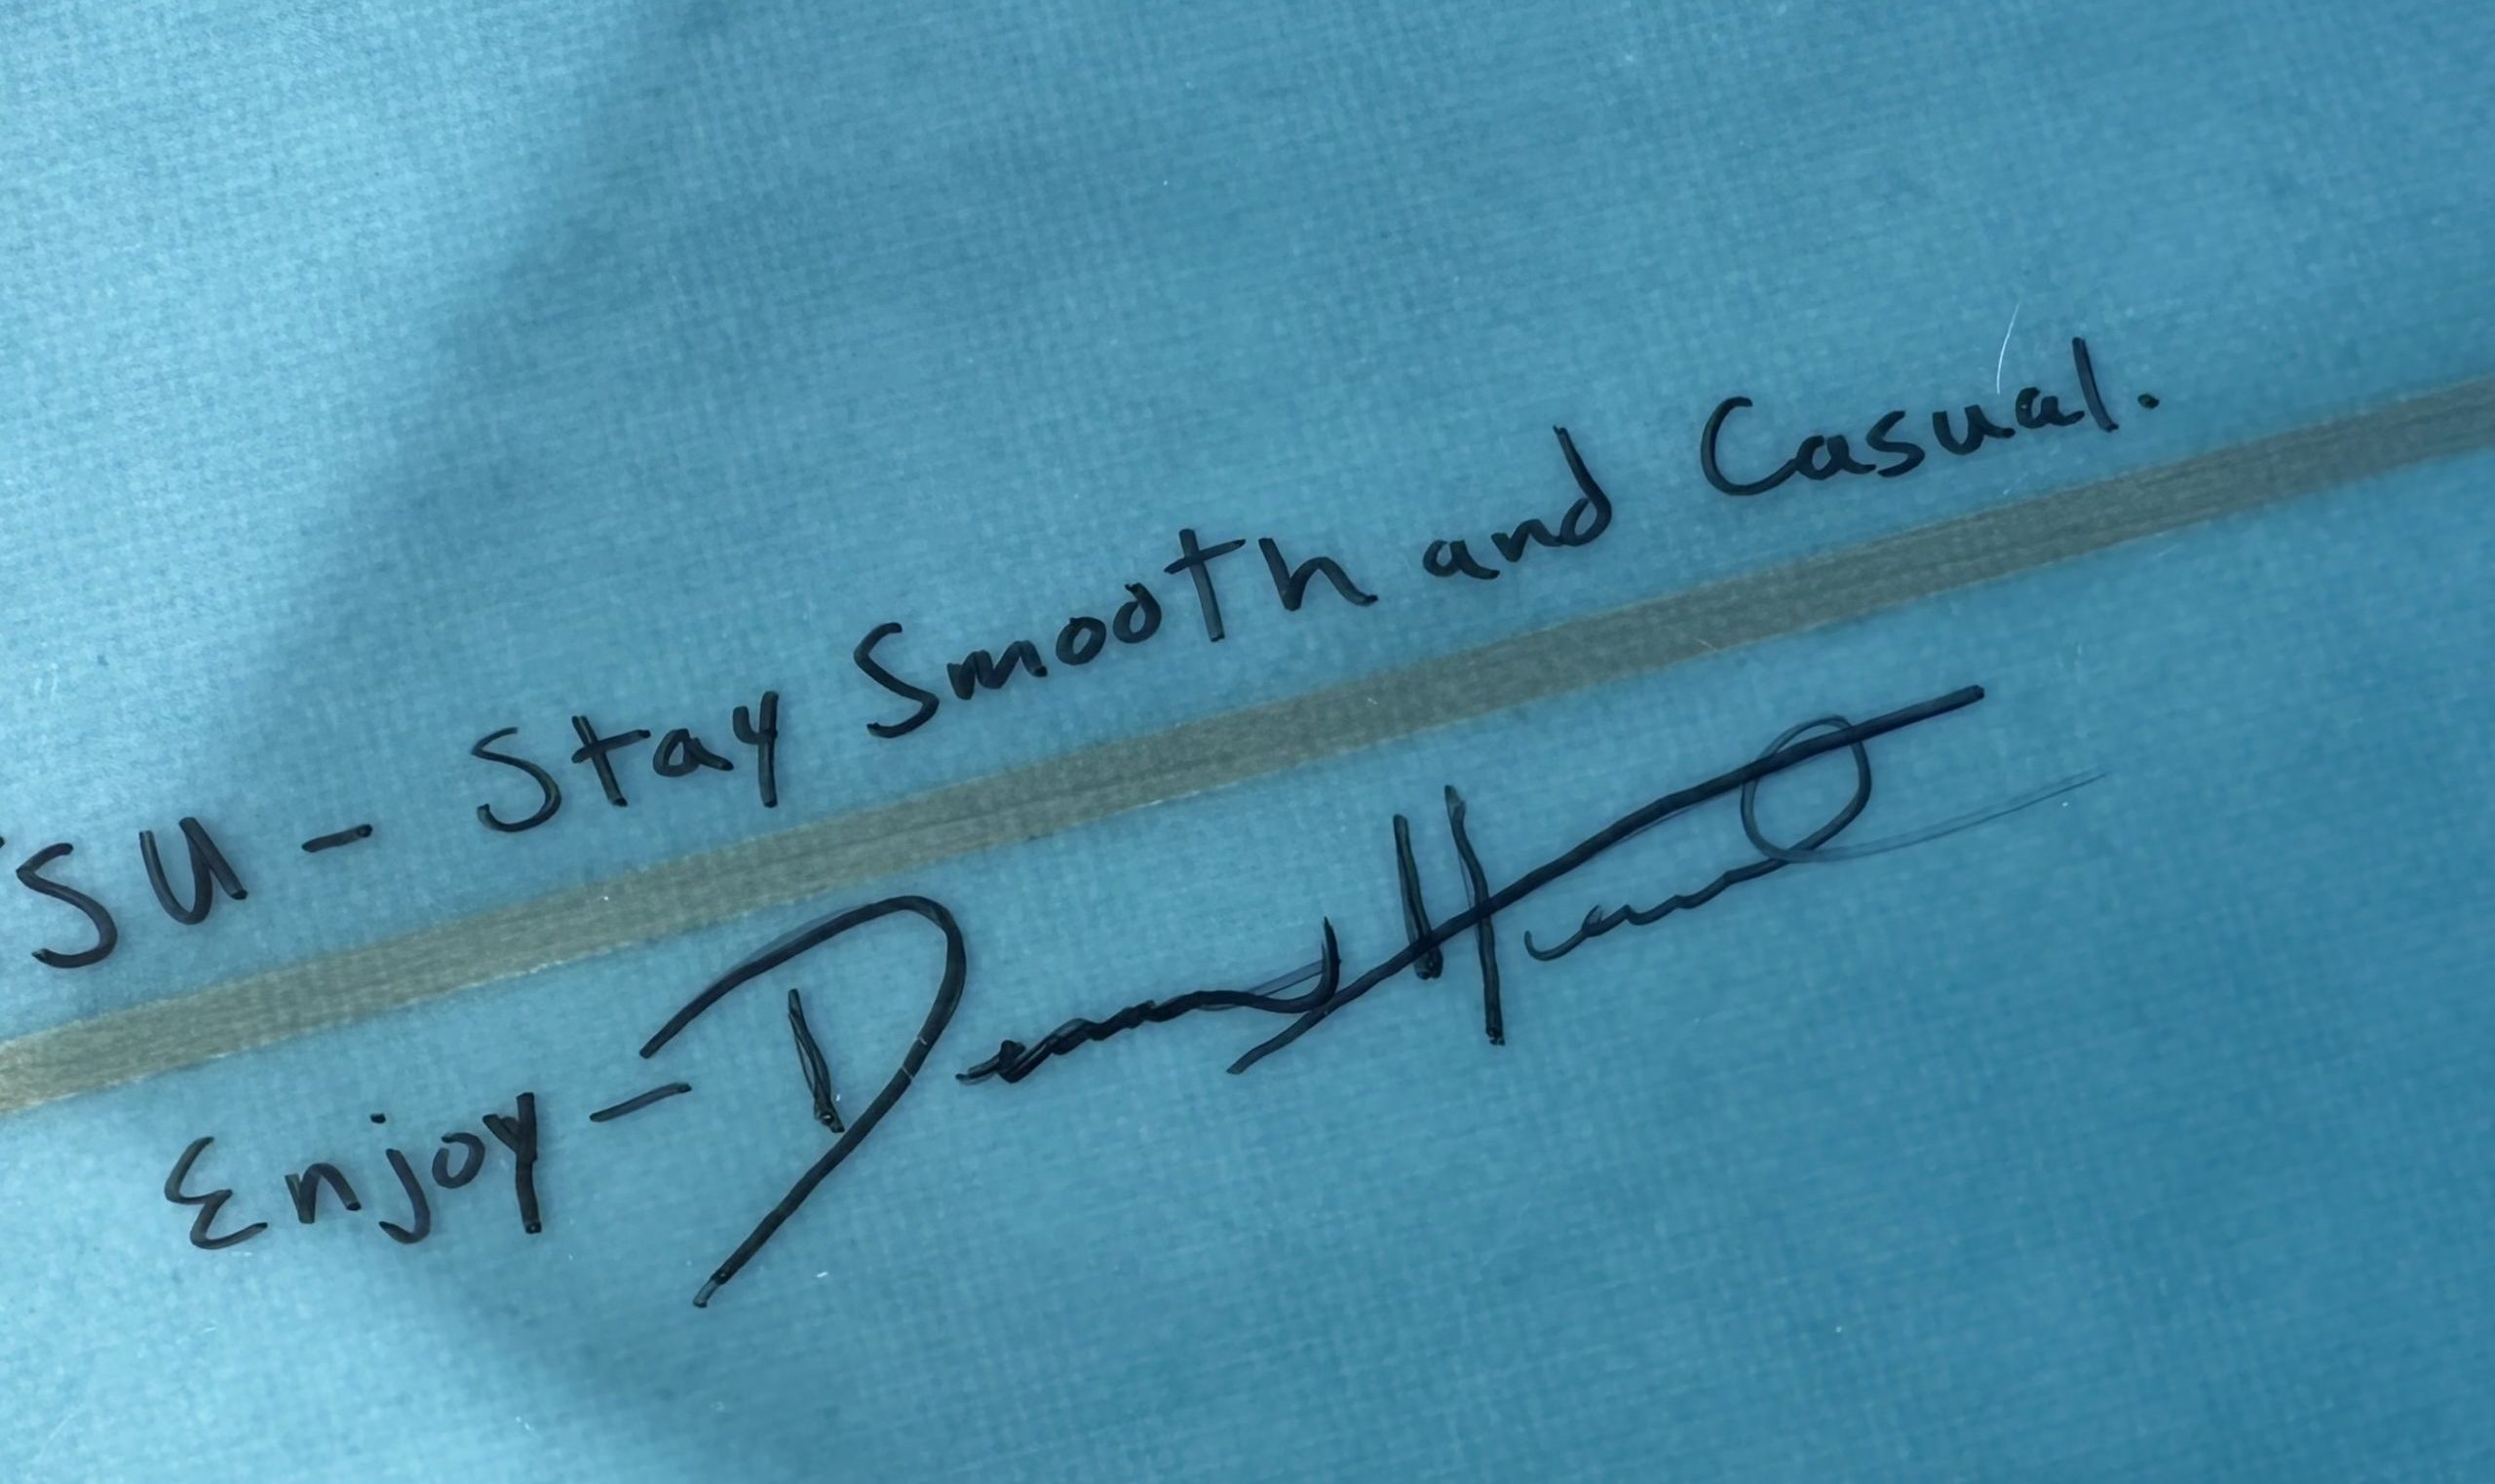 SU - Stay Smooth and Casual.
Enjoy -